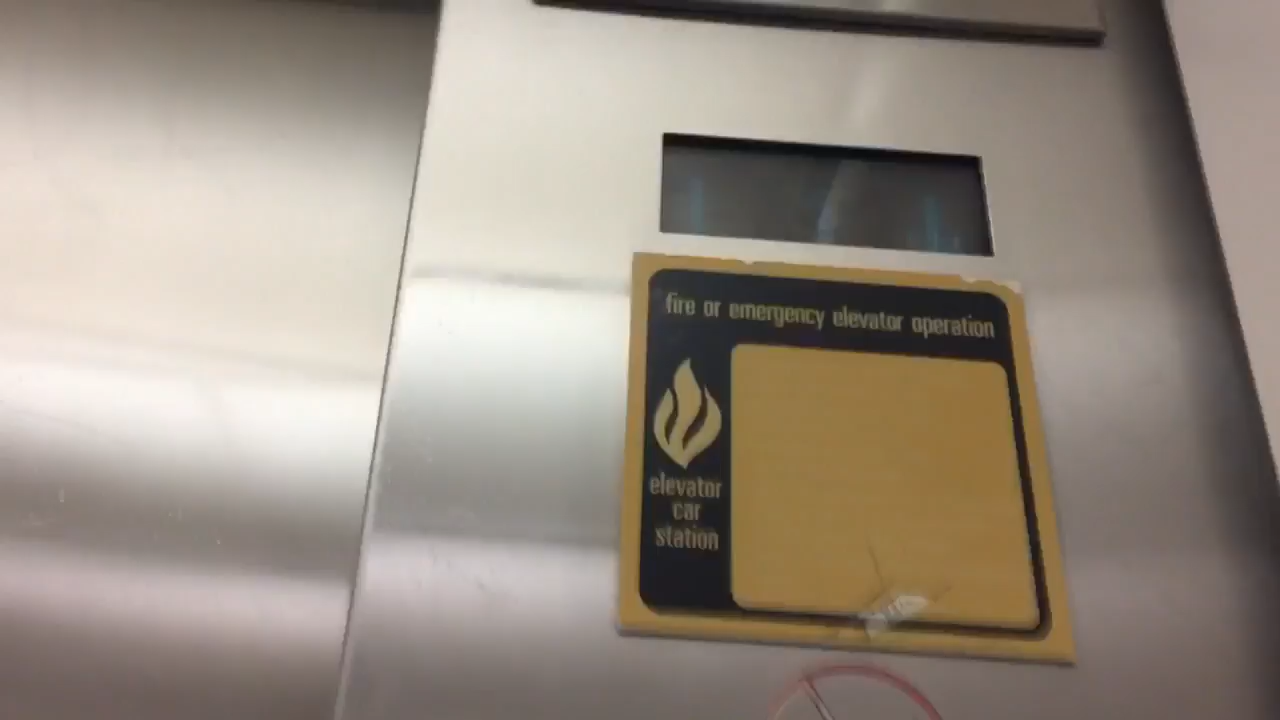 fire or emergency elevator operation
elevator
car
station